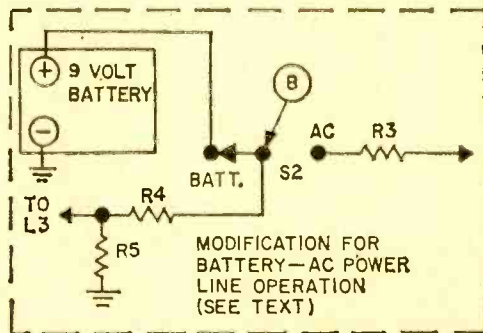 +
9 VOLT
BATTERY
−
B
AC
R3
BATT.
S2
TO
L3
R4
R5
MODIFICATION FOR
BATTERY—AC POWER
LINE OPERATION
(SEE TEXT)